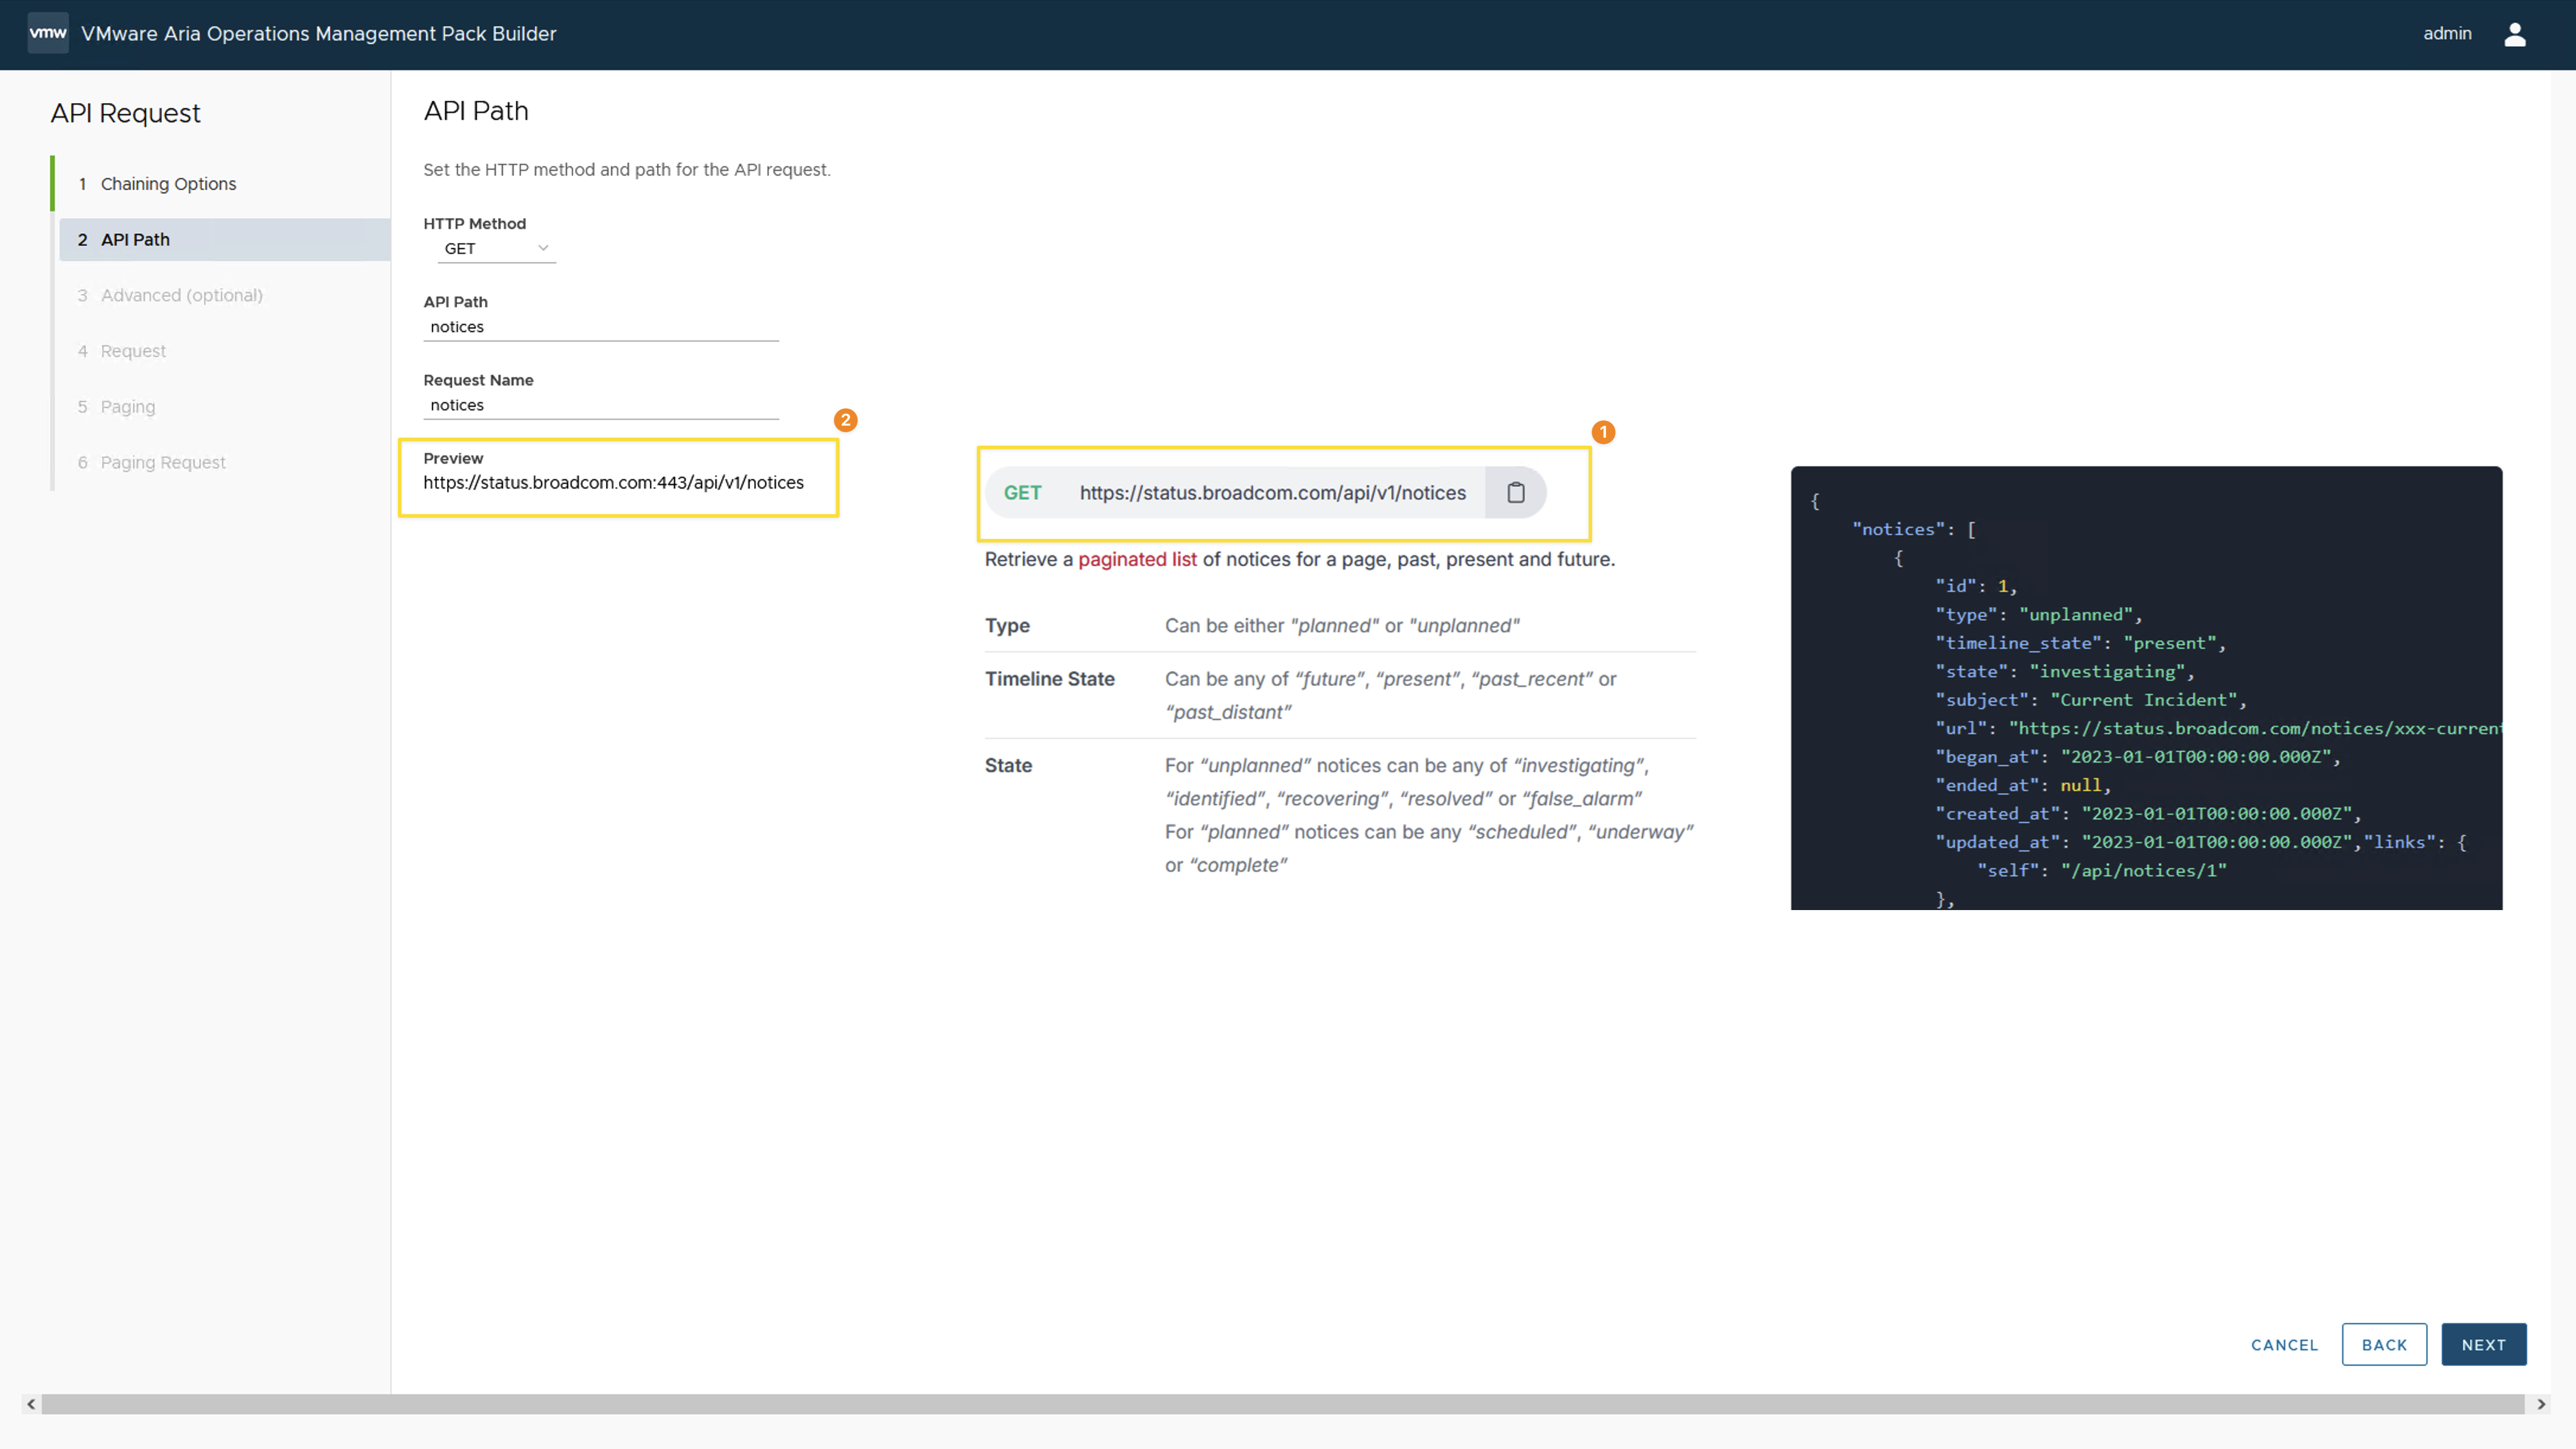 vmw VMware Aria Operations Management Pack Builder
admin
API Request
1 Chaining Options
2 API Path
3 Advanced (optional)
4 Request
5 Paging
6 Paging Request
API Path
Set the HTTP method and path for the API request.
HTTP Method
GET
API Path
notices
Request Name
notices
2
Preview
https://status.broadcom.com:443/api/v1/notices
1
GET https://status.broadcom.com/api/v1/notices
Retrieve a paginated list of notices for a page, past, present and future.
Type Can be either "planned" or "unplanned"
Timeline State Can be any of “future”, “present”, “past_recent” or
“past_distant”
State For “unplanned” notices can be any of “investigating”,
“identified”, “recovering”, “resolved” or “false_alarm”
For “planned” notices can be any “scheduled”, “underway”
or “complete”
{
"notices": [
{
"id": 1,
"type": "unplanned",
"timeline_state": "present",
"state": "investigating",
"subject": "Current Incident",
"url": "https://status.broadcom.com/notices/xxx-current
"began_at": "2023-01-01T00:00:00.000Z",
"ended_at": null,
"created_at": "2023-01-01T00:00:00.000Z",
"updated_at": "2023-01-01T00:00:00.000Z","links": {
"self": "/api/notices/1"
},
CANCEL
BACK
NEXT